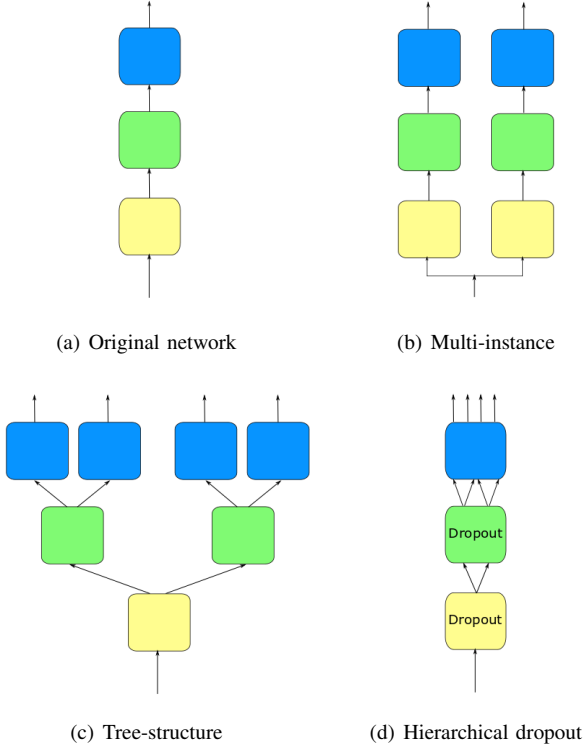 (a) Original network
(b) Multi-instance
Dropout
Dropout
(c) Tree-structure
(d) Hierarchical dropout